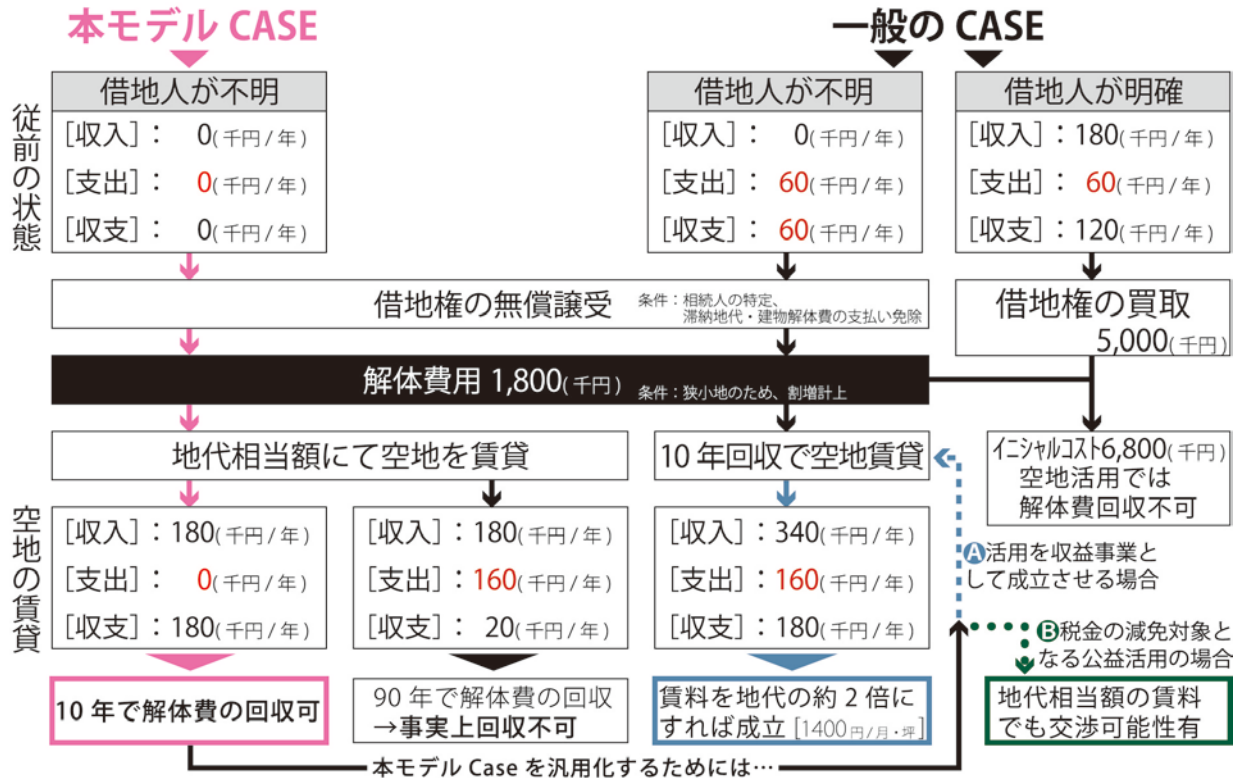 本モデル CASE
一般の CASE
従前の状態
借地人が不明
[収入]： 0(千円/年)
[支出]： 0(千円/年)
[収支]： 0(千円/年)
借地人が不明
[収入]： 0(千円/年)
[支出]： 60(千円/年)
[収支]： 60(千円/年)
借地人が明確
[収入]：180(千円/年)
[支出]： 60(千円/年)
[収支]：120(千円/年)
借地権の無償譲受
条件：相続人の特定、
滞納地代・建物解体費の支払い免除
借地権の買取
5,000(千円)
解体費用 1,800(千円)
条件：狭小地のため、割増計上
地代相当額にて空地を賃貸
10年回収で空地賃貸
イニシャルコスト6,800(千円)
空地活用では
解体費回収不可
空地の賃貸
[収入]：180(千円/年)
[支出]： 0(千円/年)
[収支]：180(千円/年)
[収入]：180(千円/年)
[支出]：160(千円/年)
[収支]： 20(千円/年)
[収入]：340(千円/年)
[支出]：160(千円/年)
[収支]：180(千円/年)
A活用を収益事業と
して成立させる場合
B税金の減免対象と
なる公益活用の場合
10年で解体費の回収可
90年で解体費の回収
→事実上回収不可
賃料を地代の約2倍に
すれば成立 [1400円/月・坪]
地代相当額の賃料
でも交渉可能性有
本モデル Case を汎用化するためには…